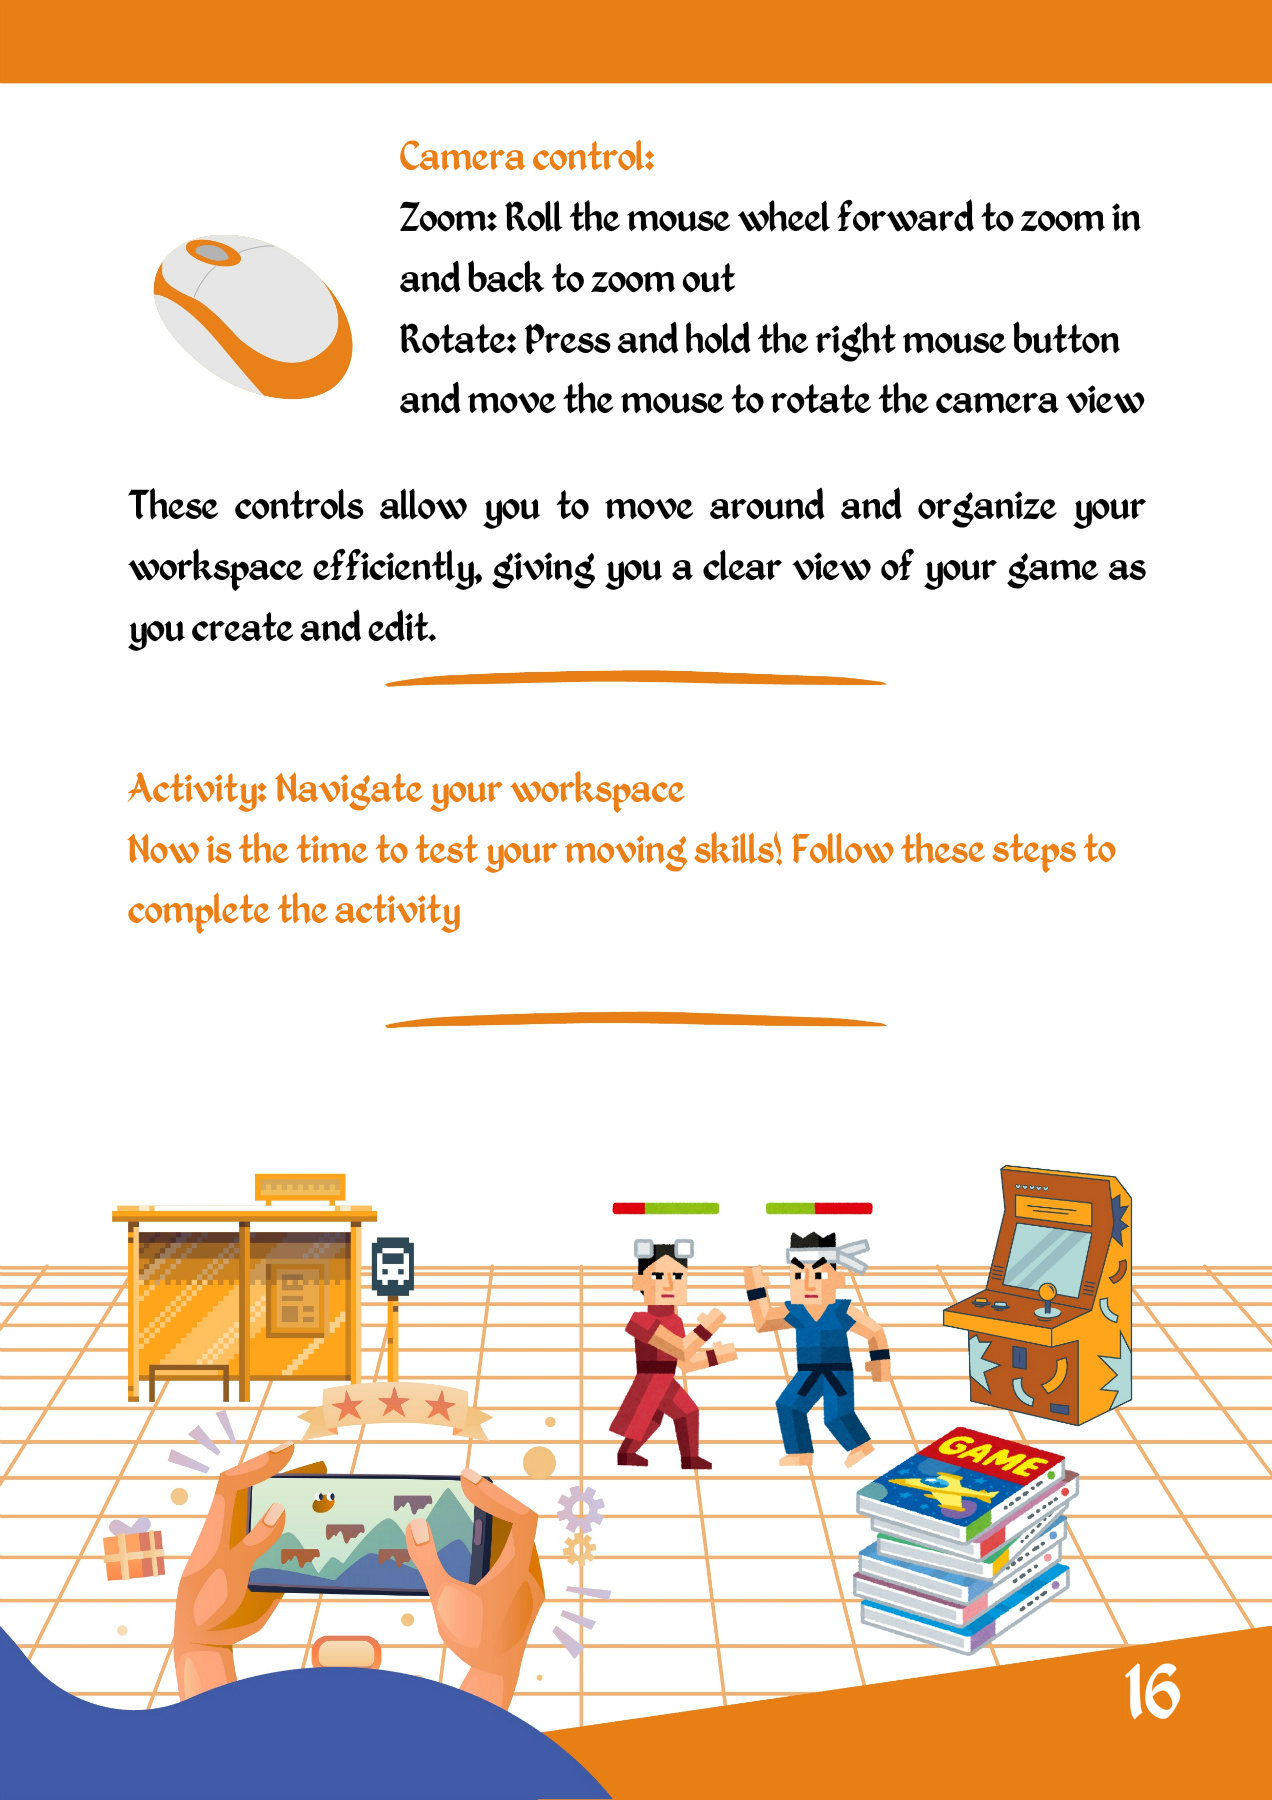 Camera control:
Zoom: Roll the mouse wheel forward to zoom in
and back to zoom out
Rotate: Press and hold the right mouse button
and move the mouse to rotate the camera view
These controls allow you to move around and organize your
workspace efficiently, giving you a clear view of your game as
you create and edit.
Activity: Navigate your workspace
Now is the time to test your moving skills! Follow these steps to
complete the activity
GAME
16